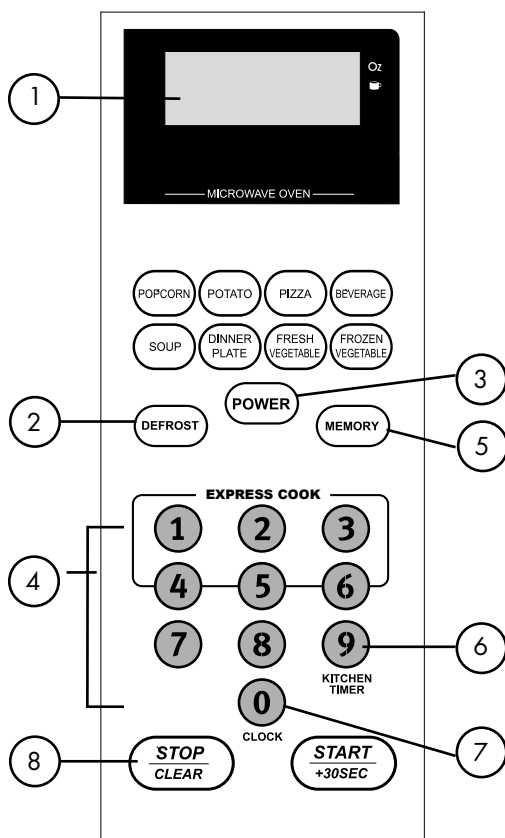 1
Oz
MICROWAVE OVEN
POPCORN POTATO PIZZA BEVERAGE
SOUP DINNER PLATE FRESH VEGETABLE FROZEN VEGETABLE
3
POWER
2
DEFROST
MEMORY
5
EXPRESS COOK
1 2 3
4
4 5 6
7 8 9
6
KITCHEN
TIMER
0
CLOCK
7
8
STOP
CLEAR
START
+30SEC